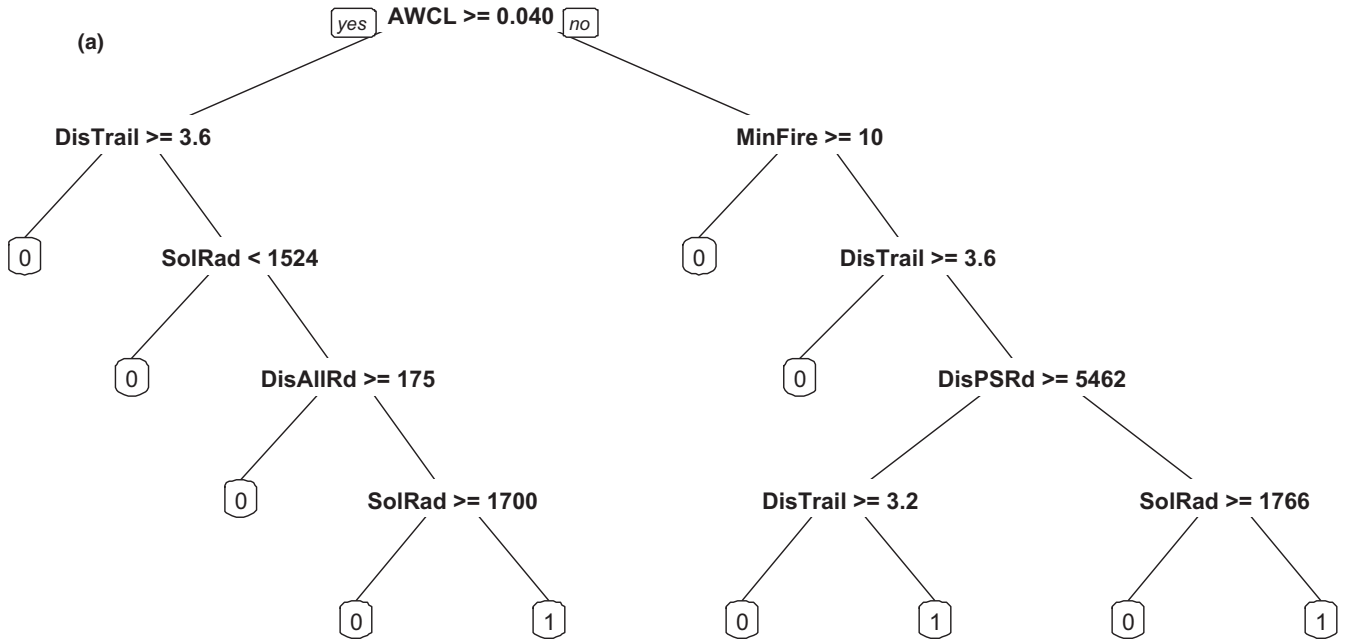 yes AWCL >= 0.040 no
(a)
DisTrail >= 3.6 MinFire >= 10
0 SolRad < 1524 0 DisTrail >= 3.6
0 DisAllRd >= 175 0 DisPSRd >= 5462
0 SolRad >= 1700 DisTrail >= 3.2 SolRad >= 1766
0 1 0 1 0 1